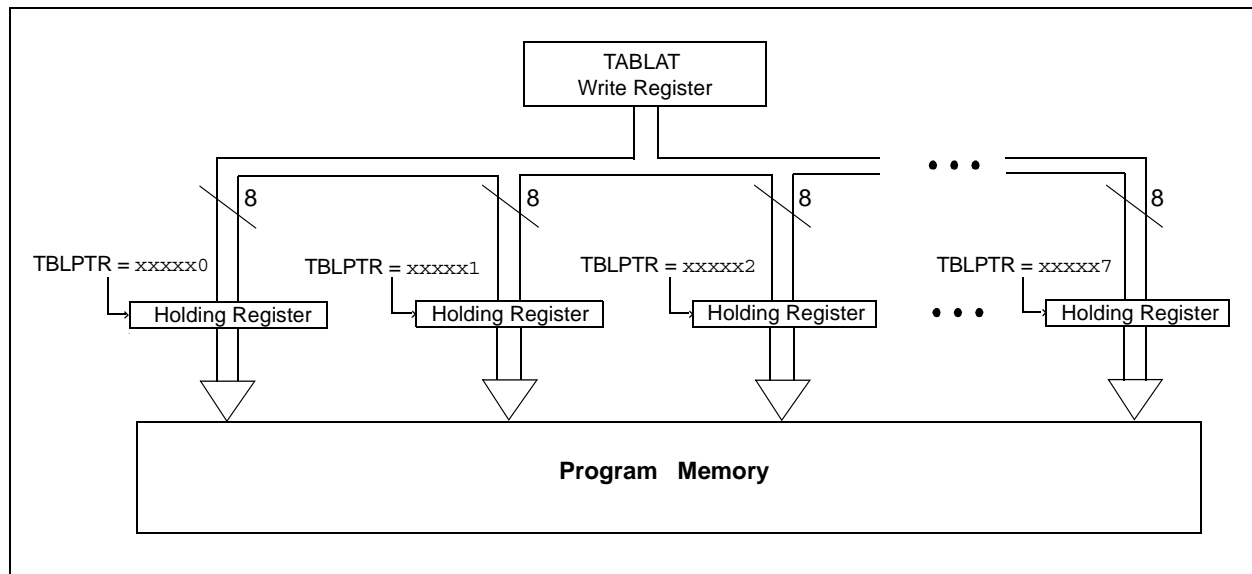 TABLAT
Write Register
• • •
8
8
8
8
TBLPTR = xxxxx0
TBLPTR = xxxxx1
TBLPTR = xxxxx2
TBLPTR = xxxxx7
Holding Register
Holding Register
Holding Register
• • •
Holding Register
Program Memory